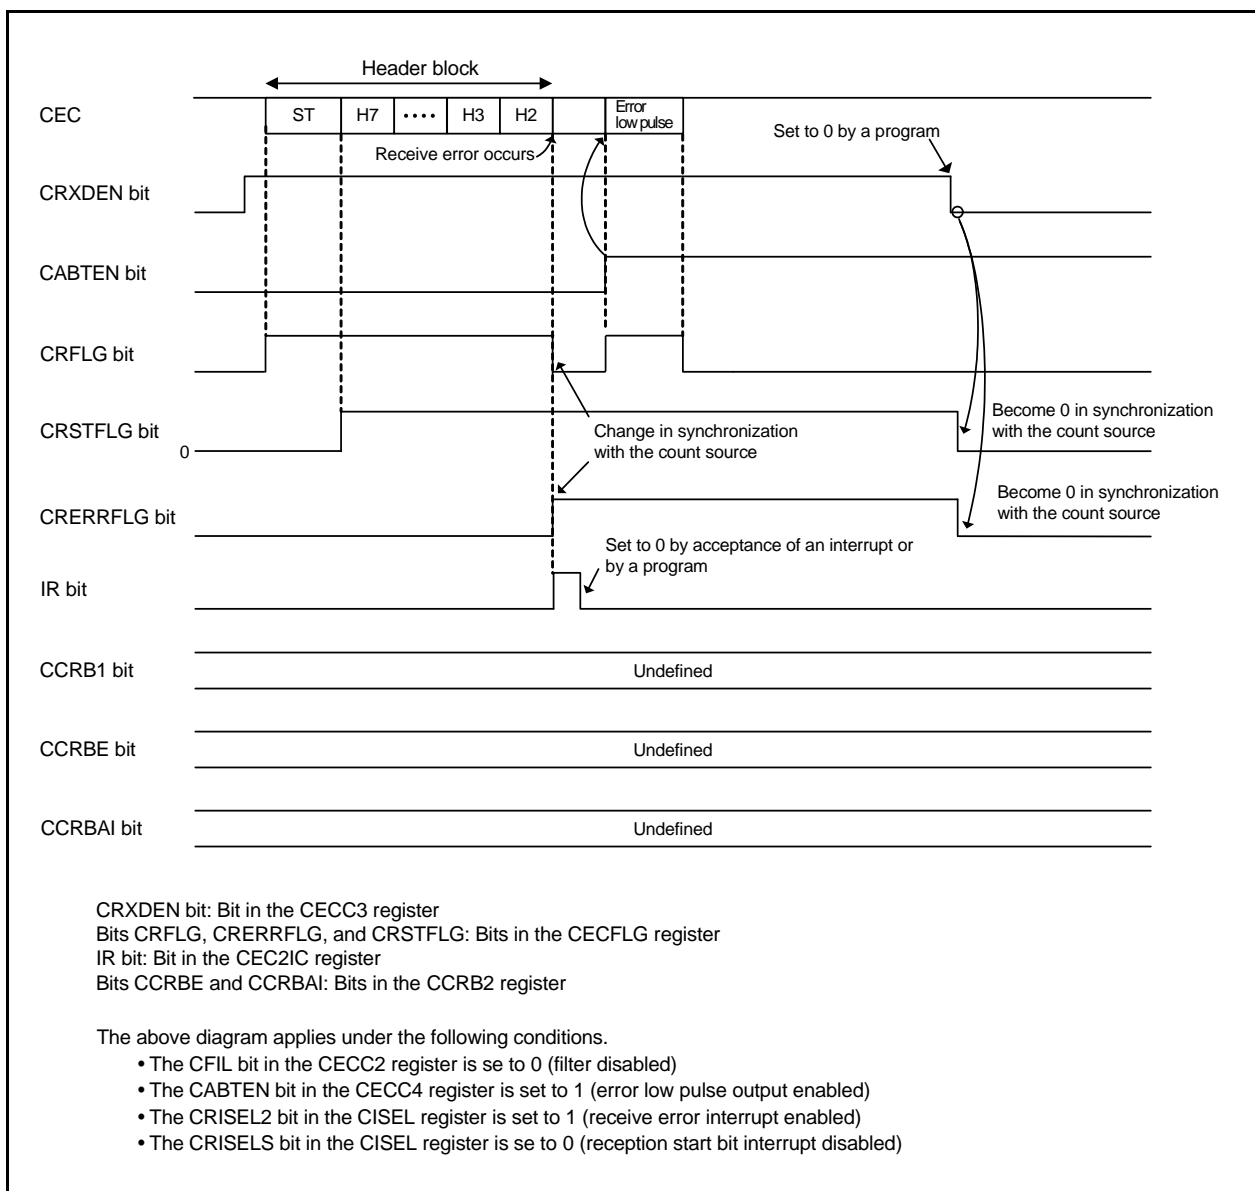 Header block
CEC
ST H7 •••• H3 H2 Error
low pulse
Receive error occurs
Set to 0 by a program
CRXDEN bit
CABTEN bit
CRFLG bit
CRSTFLG bit
0
Change in synchronization
with the count source
Become 0 in synchronization
with the count source
CRERRFLG bit
Become 0 in synchronization
with the count source
Set to 0 by acceptance of an interrupt or
by a program
IR bit
CCRB1 bit
Undefined
CCRBE bit
Undefined
CCRBAI bit
Undefined
CRXDEN bit: Bit in the CECC3 register
Bits CRFLG, CRERRFLG, and CRSTFLG: Bits in the CECFLG register
IR bit: Bit in the CEC2IC register
Bits CCRBE and CCRBAI: Bits in the CCRB2 register
The above diagram applies under the following conditions.
• The CFIL bit in the CECC2 register is se to 0 (filter disabled)
• The CABTEN bit in the CECC4 register is set to 1 (error low pulse output enabled)
• The CRISEL2 bit in the CISEL register is set to 1 (receive error interrupt enabled)
• The CRISELS bit in the CISEL register is se to 0 (reception start bit interrupt disabled)